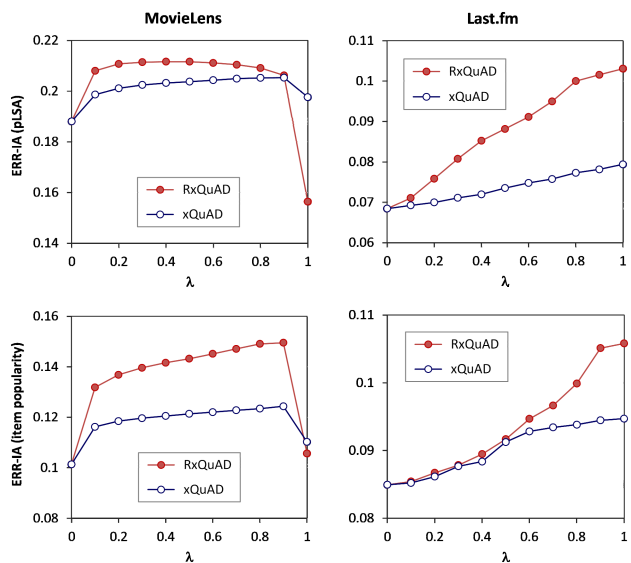 MovieLens
Last.fm
ERR-IA (pLSA)
0.22
0.2
0.18
0.16
0.14
RxQuAD
xQuAD
0 0.2 0.4 0.6 0.8 1
λ
0.11
0.1
0.09
0.08
0.07
0.06
RxQuAD
xQuAD
0 0.2 0.4 0.6 0.8 1
λ
ERR-IA (item popularity)
0.16
0.14
0.12
0.1
0.08
RxQuAD
xQuAD
0 0.2 0.4 0.6 0.8 1
λ
0.11
0.1
0.09
0.08
RxQuAD
xQuAD
0 0.2 0.4 0.6 0.8 1
λ